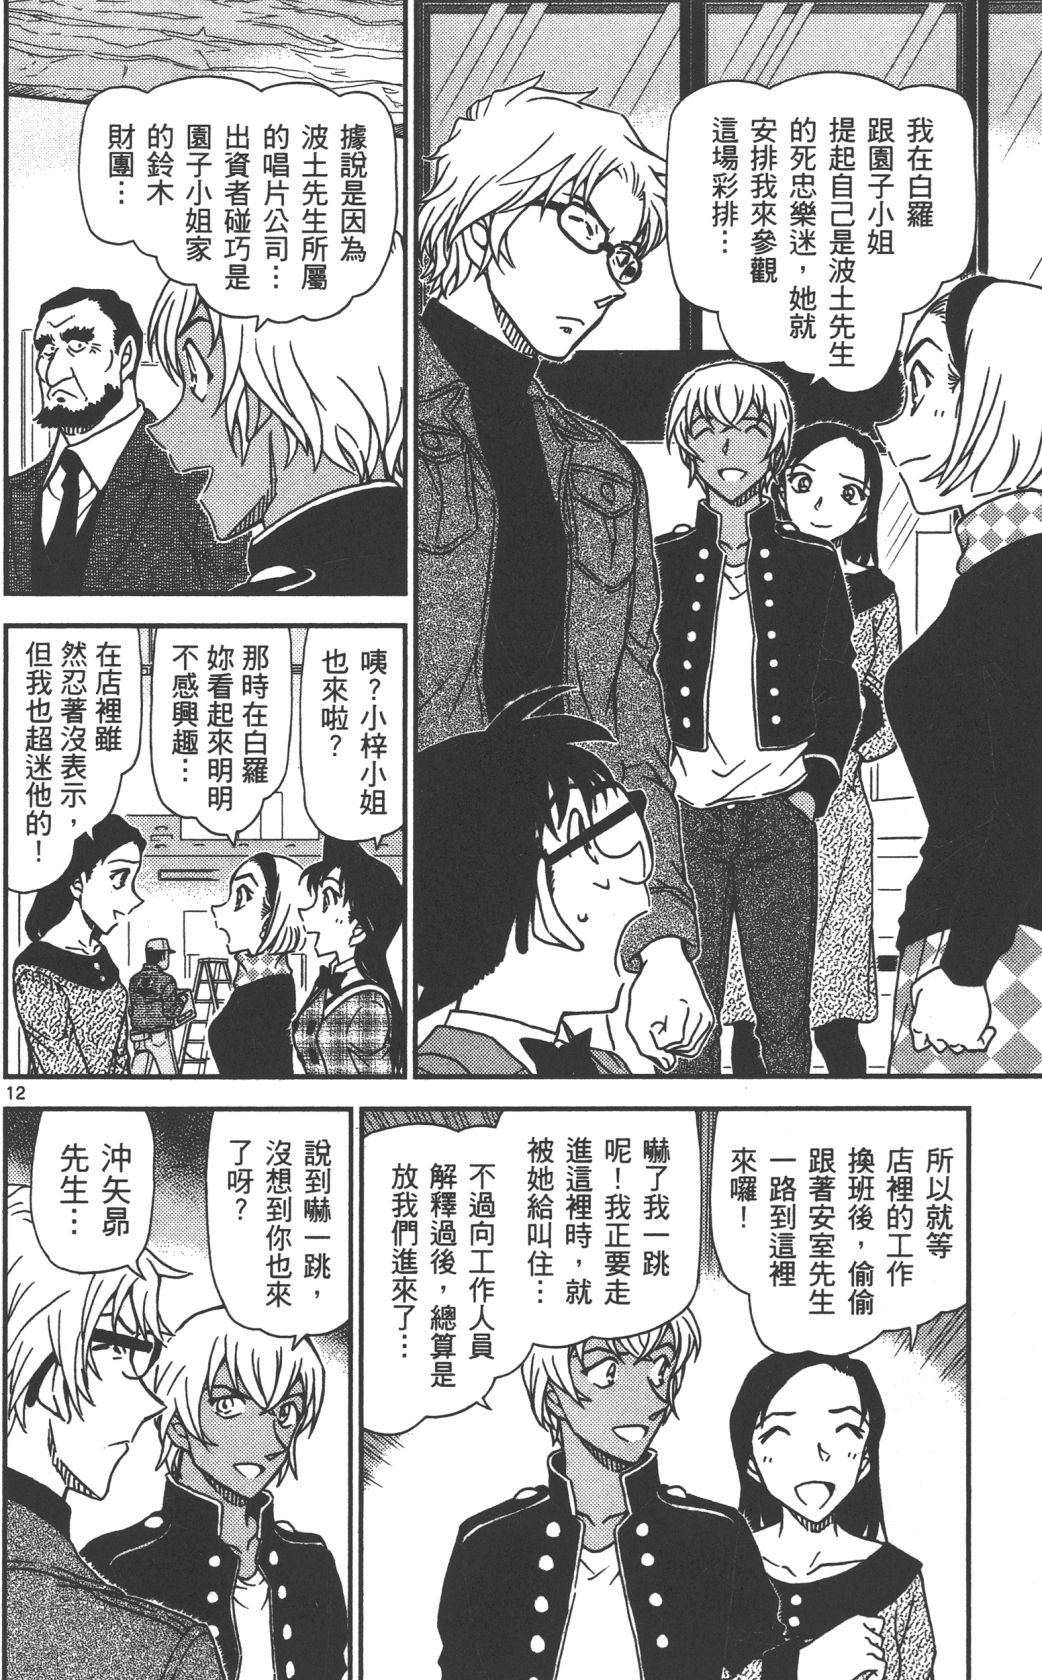 我在白羅
跟園子小姐
提起自己是波土先生
的死忠樂迷，她就
安排我來參觀
這場彩排…
據說是因為
波土先生所屬
的唱片公司…
出資者碰巧是
園子小姐家
的鈴木
財團…
咦？小梓小姐
也來啦？
那時在白羅
妳看起來明明
不感興趣…
在店裡雖
然忍著沒表示，
但我也超迷他的！
12
所以就等
店裡的工作
換班後，偷偷
跟著安室先生
一路到這裡
來囉！
嚇了我一跳
呢！我正要走
進這裡時，就
被她給叫住…
不過向工作人員
解釋過後，總算是
放我們進來了…
說到嚇一跳，
沒想到你也來
了呀？
沖矢昴
先生…